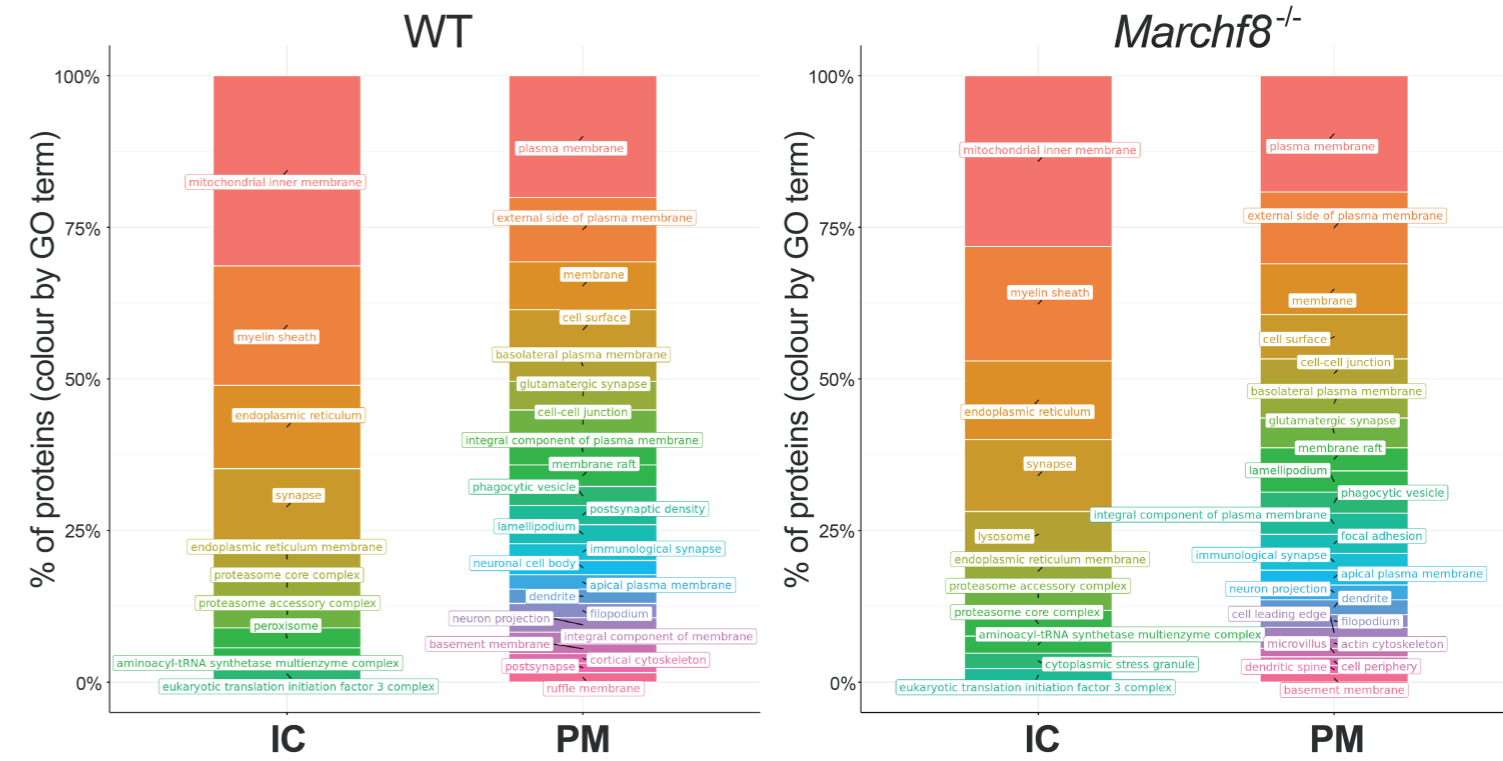 WT
% of proteins (colour by GO term)
100%
75%
50%
25%
0%
mitochondrial inner membrane
myelin sheath
endoplasmic reticulum
synapse
endoplasmic reticulum membrane
proteasome core complex
proteasome accessory complex
peroxisome
aminoacyl-tRNA synthetase multienzyme complex
eukaryotic translation initiation factor 3 complex
plasma membrane
external side of plasma membrane
membrane
cell surface
basolateral plasma membrane
glutamatergic synapse
cell-cell junction
integral component of plasma membrane
membrane raft
phagocytic vesicle
postsynaptic density
lamellipodium
immunological synapse
neuronal cell body
apical plasma membrane
dendrite
filopodium
neuron projection
integral component of membrane
basement membrane
cortical cytoskeleton
postsynapse
ruffle membrane
IC
PM
Marchf8-/-
% of proteins (colour by GO term)
100%
75%
50%
25%
0%
mitochondrial inner membrane
myelin sheath
endoplasmic reticulum
synapse
lysosome
endoplasmic reticulum membrane
proteasome accessory complex
proteasome core complex
aminoacyl-tRNA synthetase multienzyme complex
cytoplasmic stress granule
eukaryotic translation initiation factor 3 complex
plasma membrane
external side of plasma membrane
membrane
cell surface
cell-cell junction
basolateral plasma membrane
glutamatergic synapse
membrane raft
lamellipodium
phagocytic vesicle
integral component of plasma membrane
focal adhesion
immunological synapse
apical plasma membrane
neuron projection
dendrite
cell leading edge
filopodium
microvillus
actin cytoskeleton
dendritic spine
cell periphery
basement membrane
IC
PM